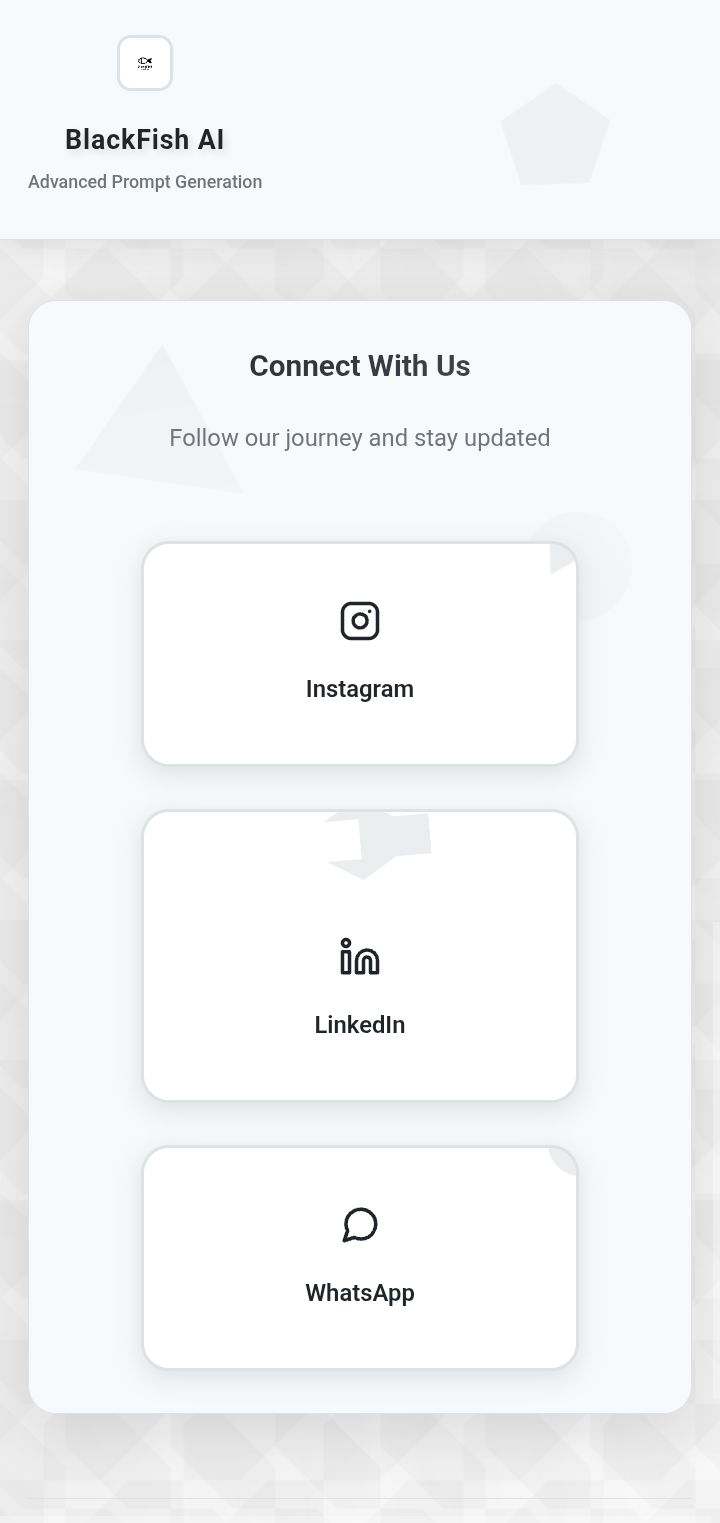 BlackFish AI
Advanced Prompt Generation
Connect With Us
Follow our journey and stay updated
Instagram
LinkedIn
WhatsApp